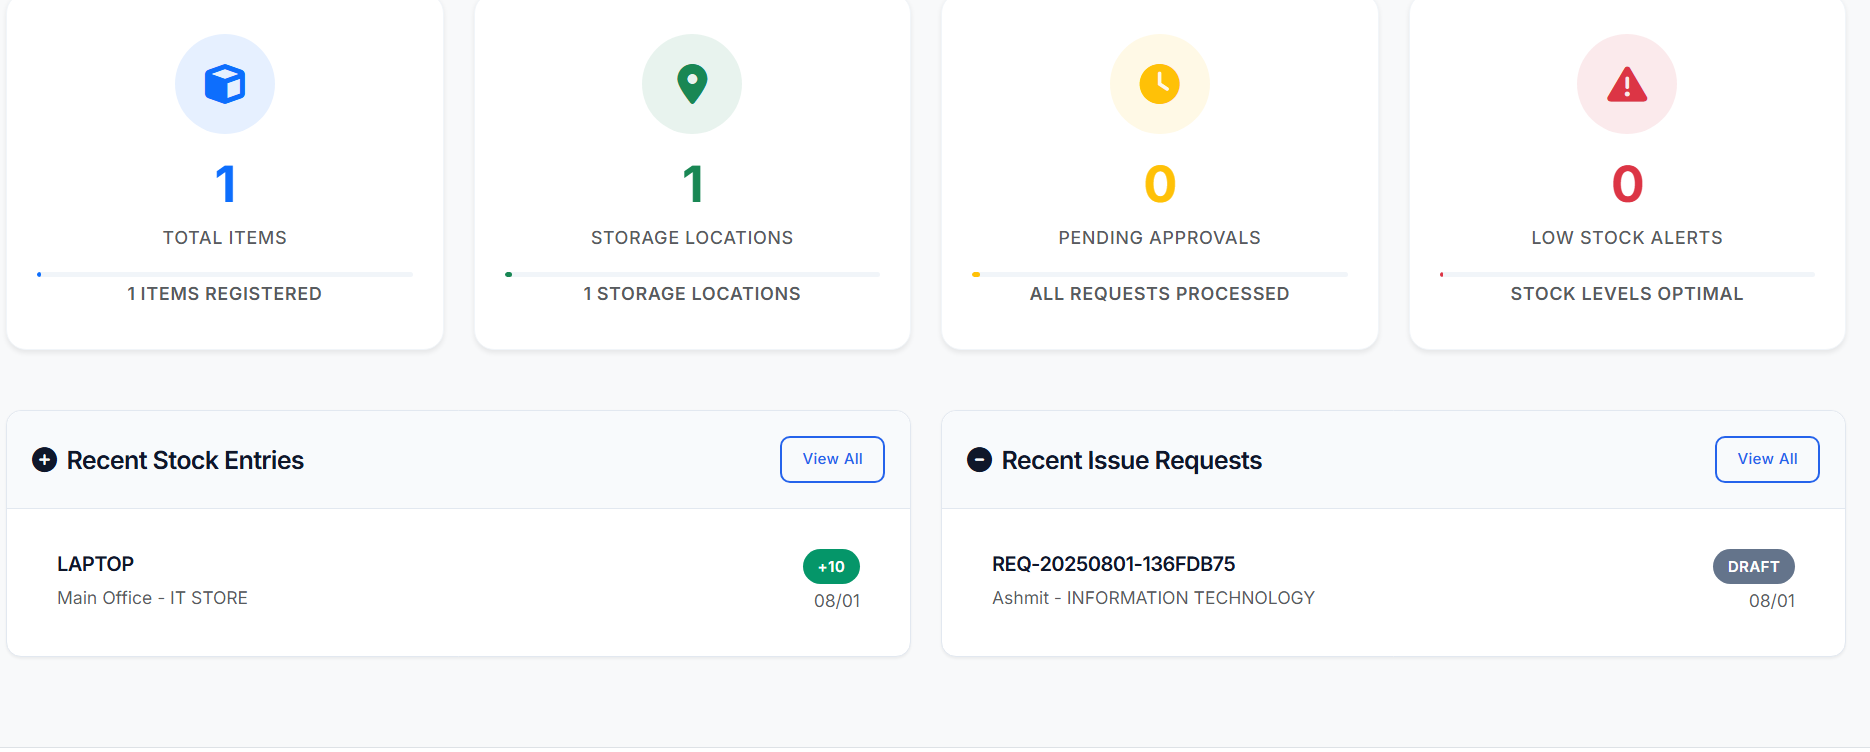 1
TOTAL ITEMS
1 ITEMS REGISTERED
1
STORAGE LOCATIONS
1 STORAGE LOCATIONS
0
PENDING APPROVALS
ALL REQUESTS PROCESSED
0
LOW STOCK ALERTS
STOCK LEVELS OPTIMAL
Recent Stock Entries
View All
LAPTOP
+10
Main Office - IT STORE
08/01
Recent Issue Requests
View All
REQ-20250801-136FDB75
DRAFT
Ashmit - INFORMATION TECHNOLOGY
08/01